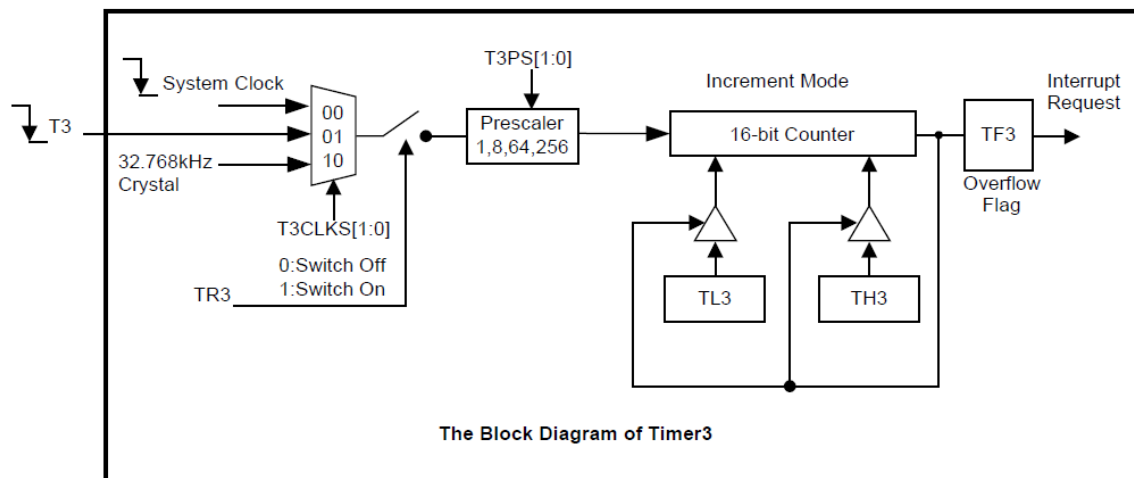 T3PS[1:0]
System Clock
Increment Mode
Interrupt
Request
T3
00
01
10
Prescaler
1,8,64,256
16-bit Counter
TF3
32.768kHz
Crystal
Overflow
Flag
T3CLKS[1:0]
0:Switch Off
1:Switch On
TR3
TL3
TH3
The Block Diagram of Timer3